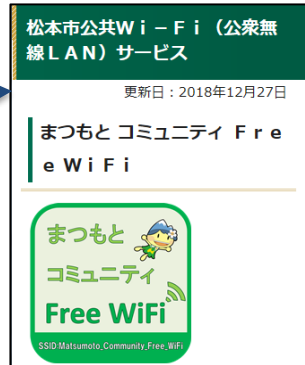 松本市公共Ｗｉ－Ｆｉ（公衆無
線ＬＡＮ）サービス
更新日：2018年12月27日
まつもと コミュニティ Ｆｒｅ
ｅ ＷｉＦｉ
まつもと
コミュニティ
Free WiFi
SSID Matsumoto_Community_Free_WiFi